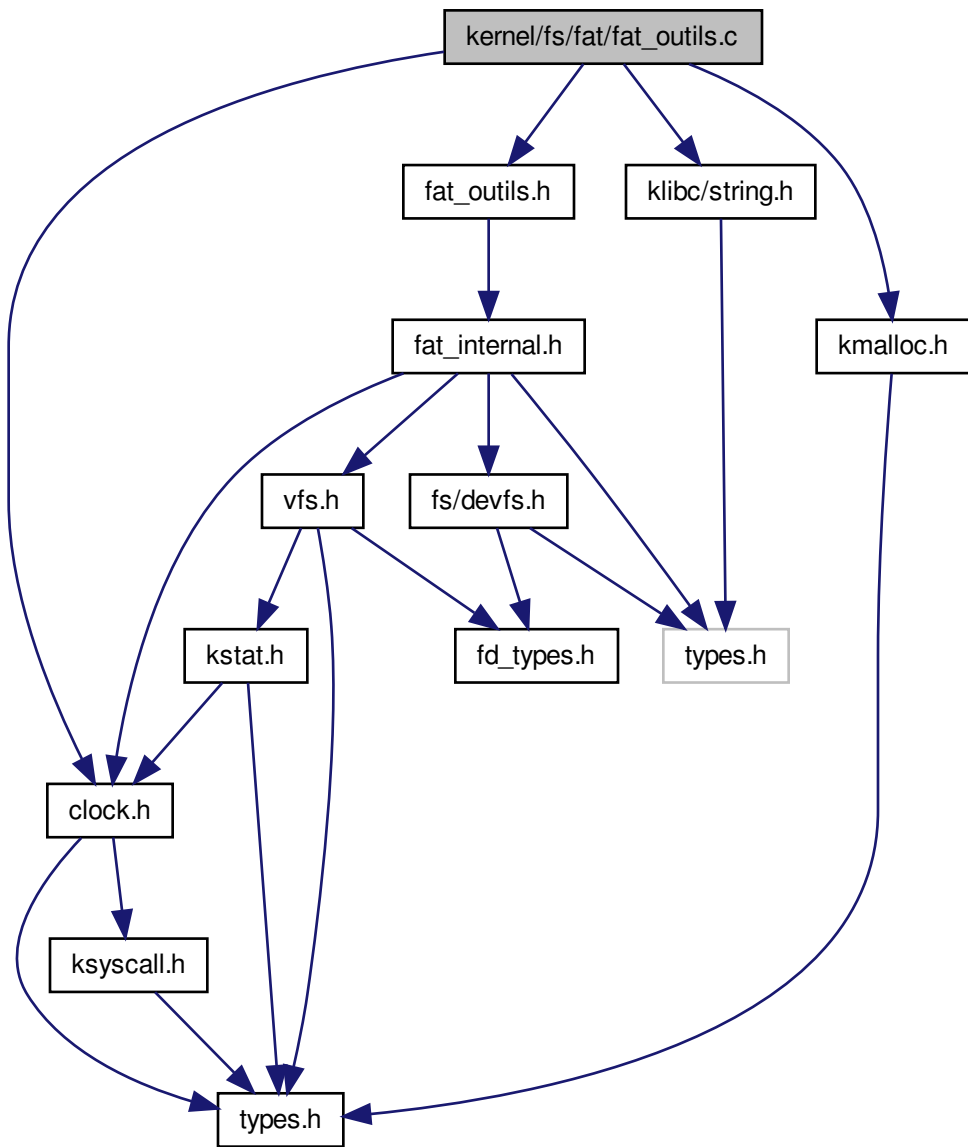 kernel/fs/fat/fat_outils.c
fat_outils.h
klibc/string.h
fat_internal.h
kmalloc.h
vfs.h
fs/devfs.h
kstat.h
fd_types.h
types.h
clock.h
ksyscall.h
types.h